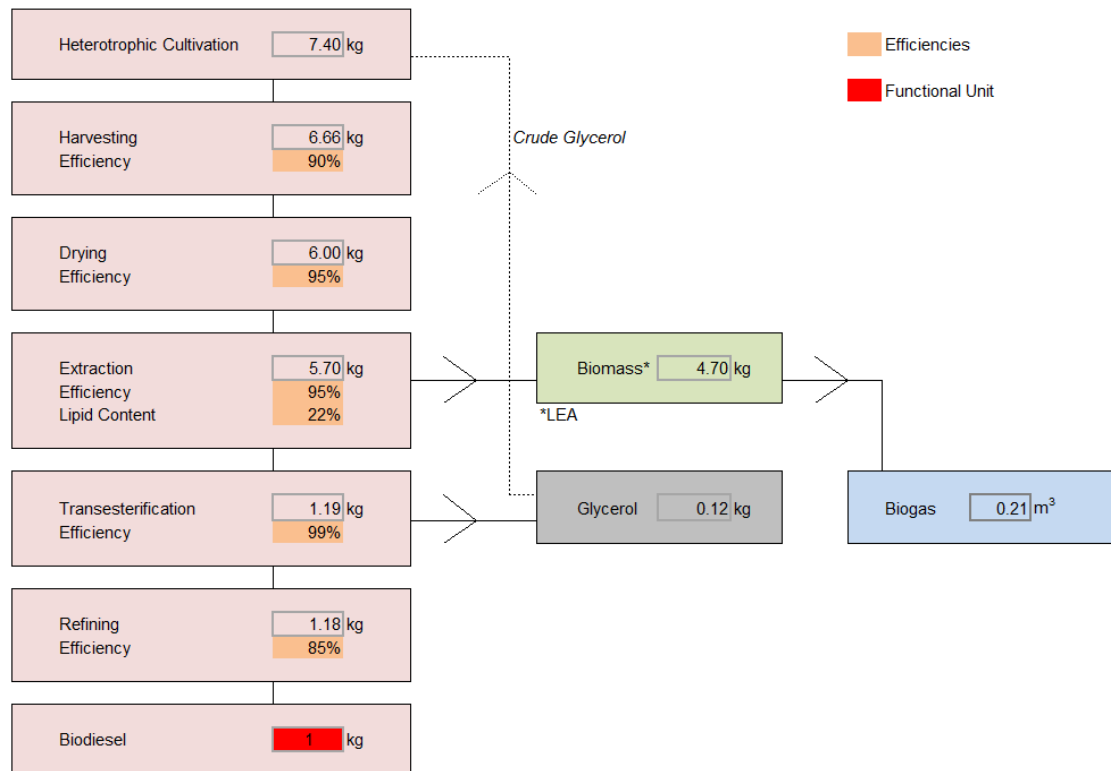 Heterotrophic Cultivation 7.40 kg
Efficiencies
Functional Unit
Harvesting 6.66 kg
Efficiency 90%
Crude Glycerol
Drying 6.00 kg
Efficiency 95%
Extraction 5.70 kg
Efficiency 95%
Lipid Content 22%
Biomass* 4.70 kg
*LEA
Transesterification 1.19 kg
Efficiency 99%
Glycerol 0.12 kg
Biogas 0.21 m³
Refining 1.18 kg
Efficiency 85%
Biodiesel 1 kg